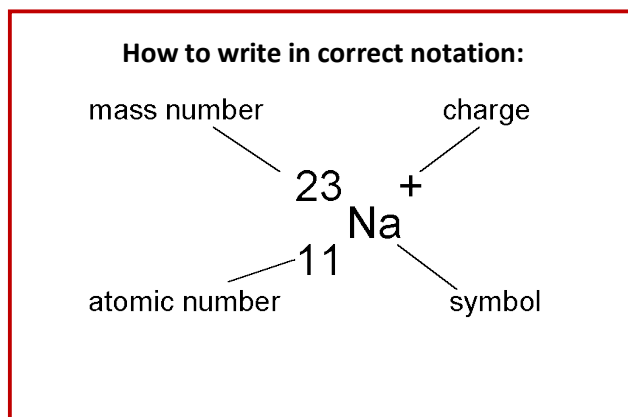 How to write in correct notation:
mass number charge
23 +
Na
11
atomic number symbol